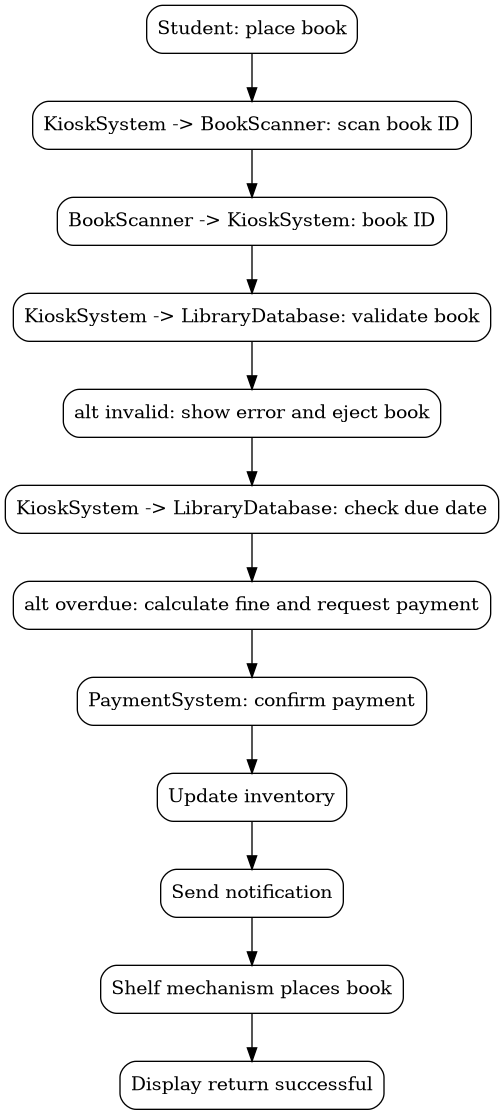 Student: place book
KioskSystem -> BookScanner: scan book ID
BookScanner -> KioskSystem: book ID
KioskSystem -> LibraryDatabase: validate book
alt invalid: show error and eject book
KioskSystem -> LibraryDatabase: check due date
alt overdue: calculate fine and request payment
PaymentSystem: confirm payment
Update inventory
Send notification
Shelf mechanism places book
Display return successful